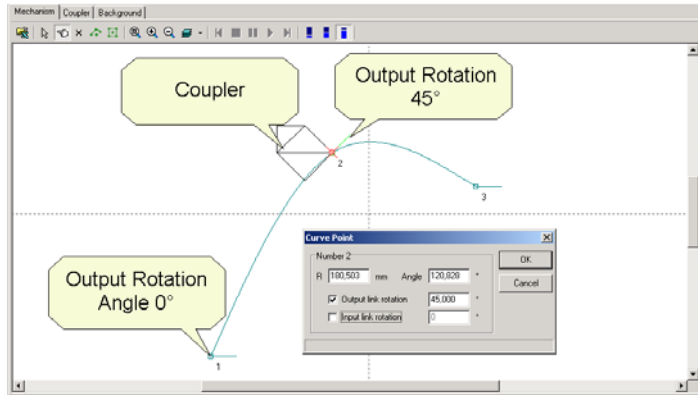 Mechanism Coupler Background
Coupler
Output Rotation
45°
2
3
Output Rotation
Angle 0°
1
Curve Point
Number 2
R 180,503 mm Angle 120,828 °
Output link rotation 45,000 °
Input link rotation 0 °
OK
Cancel